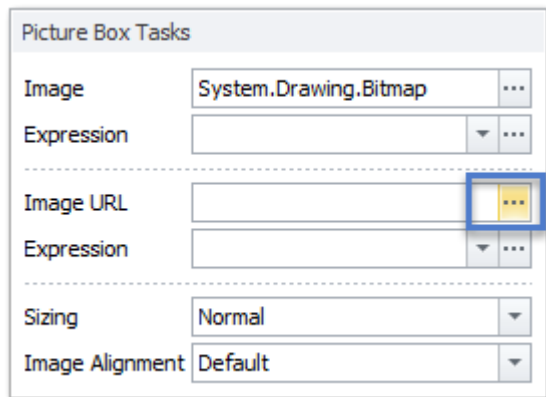 Picture Box Tasks
Image System.Drawing.Bitmap ...
Expression ...
Image URL ...
Expression ...
Sizing Normal
Image Alignment Default